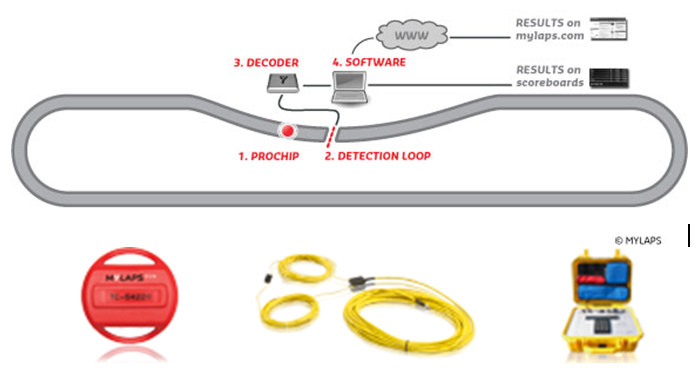 WWW
RESULTS on
mylaps.com
3. DECODER
4. SOFTWARE
RESULTS on
scoreboards
1. PROCHIP
2. DETECTION LOOP
© MYLAPS
MYLAPS